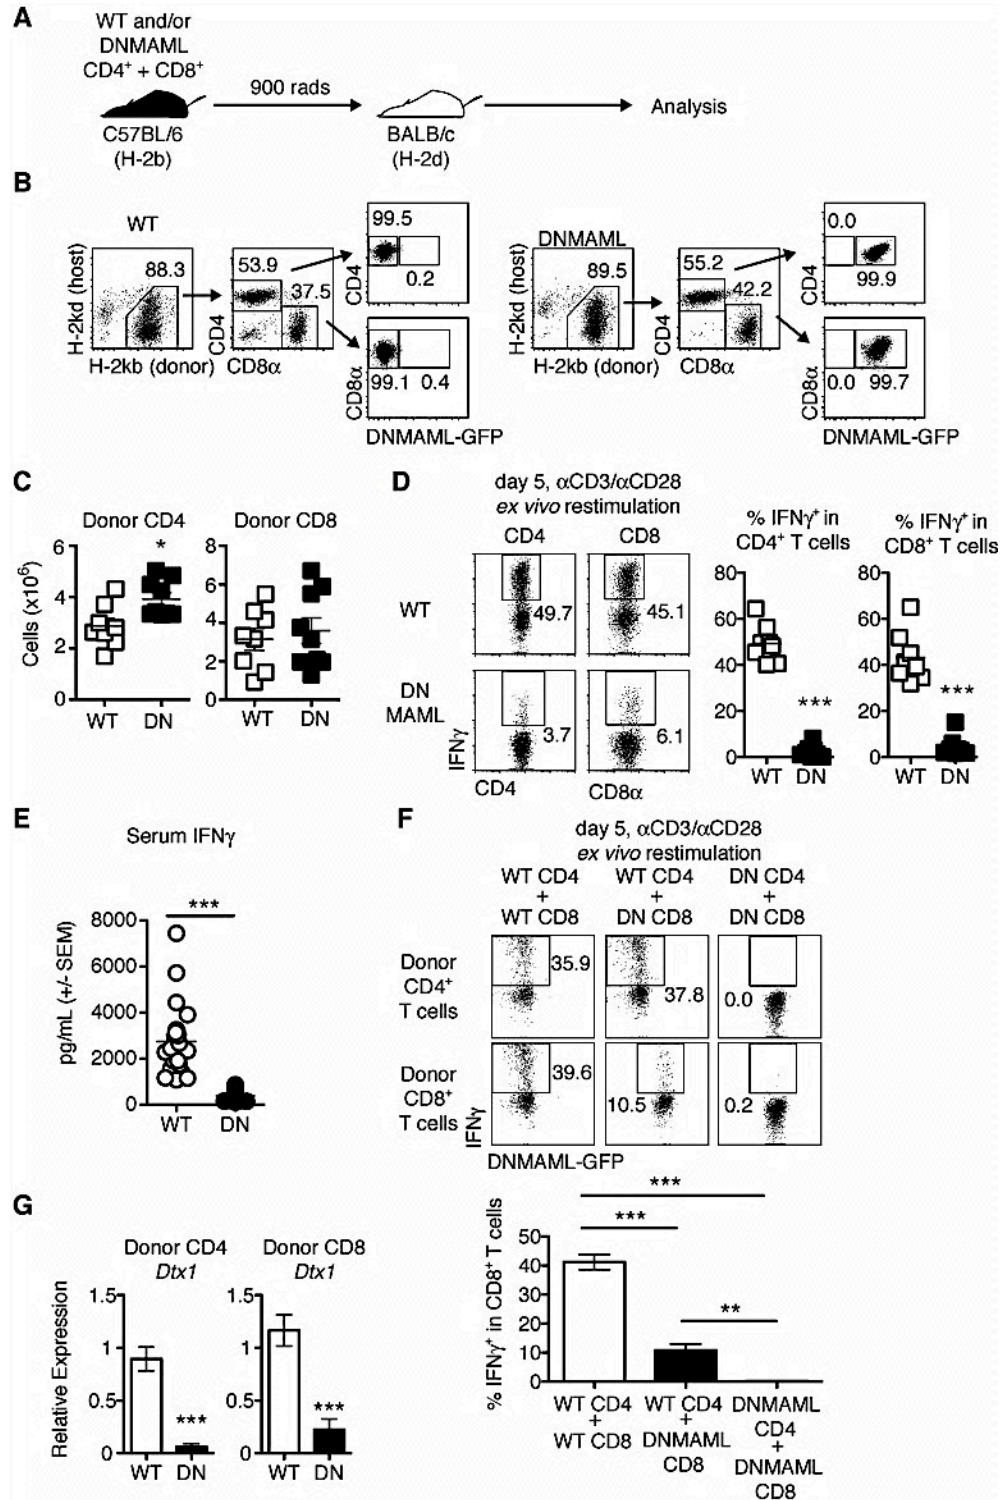 A
WT and/or
DNMAML
CD4⁺ + CD8⁺
900 rads
Analysis
C57BL/6
(H-2b)
BALB/c
(H-2d)
B
WT
H-2kd (host)
88.3
H-2kb (donor)
53.9
37.5
CD4
CD8α
99.5
0.2
CD4
99.1 0.4
CD8α
DNMAML-GFP
DNMAML
H-2kd (host)
89.5
H-2kb (donor)
55.2
42.2
CD4
CD8α
0.0
99.9
CD4
0.0 99.7
CD8α
DNMAML-GFP
C
Donor CD4
Donor CD8
Cells (x10⁶)
6
4
2
0
*
WT DN
8
6
4
2
0
WT DN
D
day 5, αCD3/αCD28
ex vivo restimulation
CD4 CD8
WT
49.7
45.1
DN
MAML
3.7
6.1
IFNγ
CD4
CD8α
% IFNγ⁺ in
CD4⁺ T cells
80
60
40
20
0
***
WT DN
% IFNγ⁺ in
CD8⁺ T cells
80
60
40
20
0
***
WT DN
E
Serum IFNγ
pg/mL (+/- SEM)
8000
6000
4000
2000
0
***
WT DN
F
day 5, αCD3/αCD28
ex vivo restimulation
WT CD4
+
WT CD8
WT CD4
+
DN CD8
DN CD4
+
DN CD8
Donor
CD4⁺
T cells
35.9
37.8
0.0
Donor
CD8⁺
T cells
39.6
10.5
0.2
IFNγ
DNMAML-GFP
% IFNγ⁺ in CD8⁺ T cells
50
40
30
20
10
0
***
***
**
WT CD4
+
WT CD8
WT CD4
+
DNMAML
CD8
DNMAML
CD4
+
DNMAML
CD8
G
Donor CD4
Dtx1
Donor CD8
Dtx1
Relative Expression
1.5
1
0.5
0
***
WT DN
1.5
1
0.5
0
***
WT DN